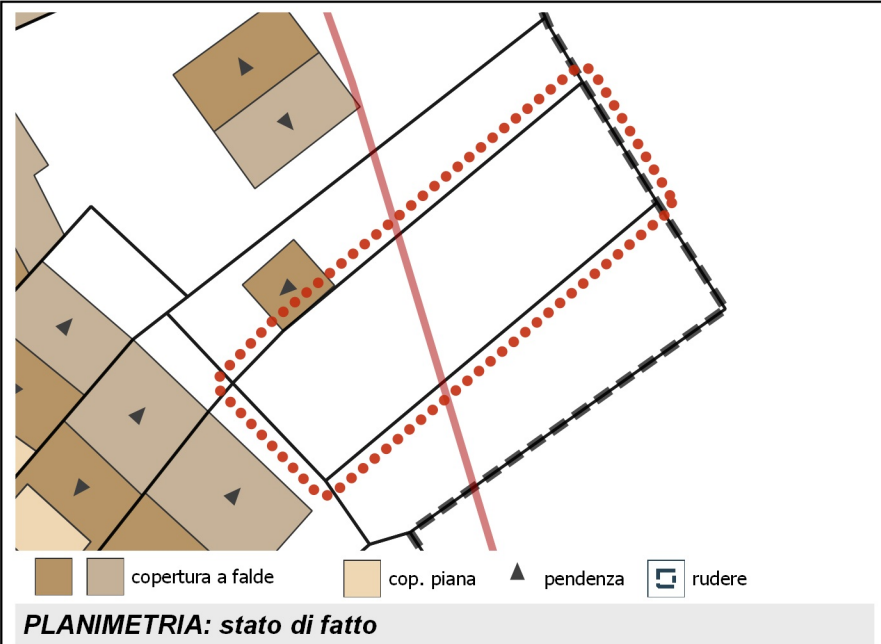 copertura a falde cop. piana pendenza rudere
PLANIMETRIA: stato di fatto